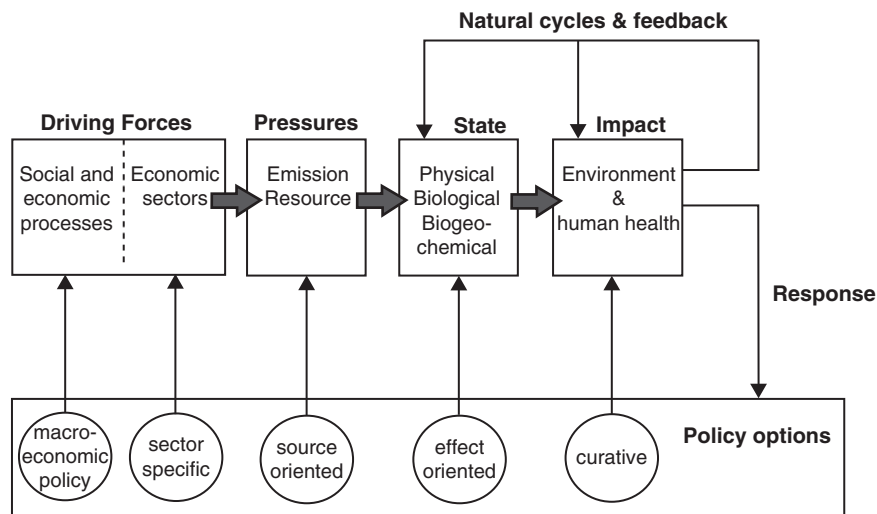 Natural cycles & feedback
Driving Forces
Pressures
State
Impact
Social and
economic
processes
Economic
sectors
Emission
Resource
Physical
Biological
Biogeo-
chemical
Environment
&
human health
Response
Policy options
macro-
economic
policy
sector
specific
source
oriented
effect
oriented
curative